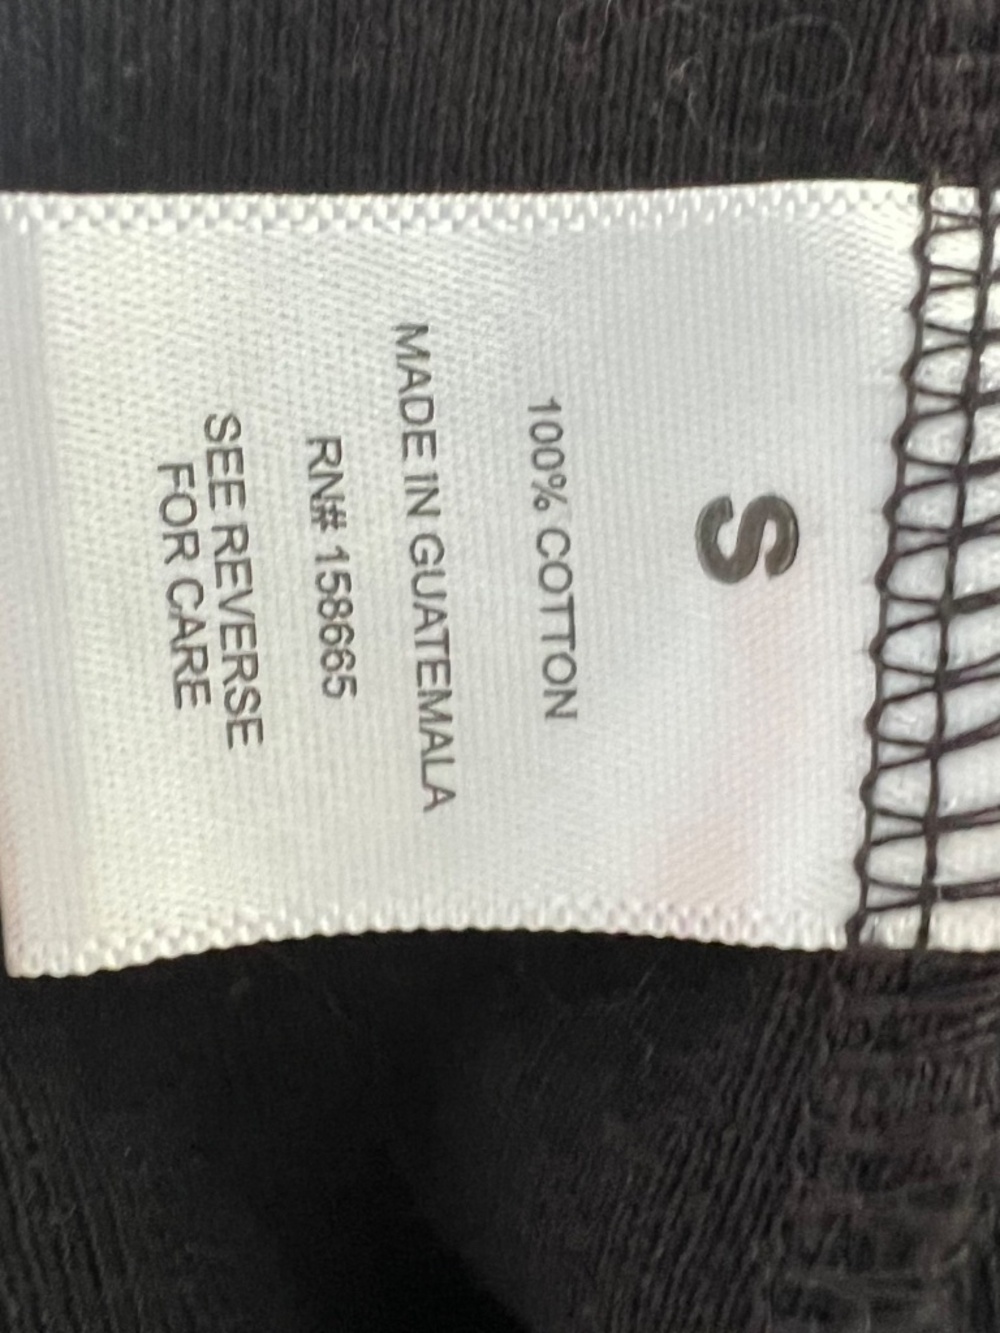 S
100% COTTON
MADE IN GUATEMALA
RN# 158665
SEE REVERSE
FOR CARE